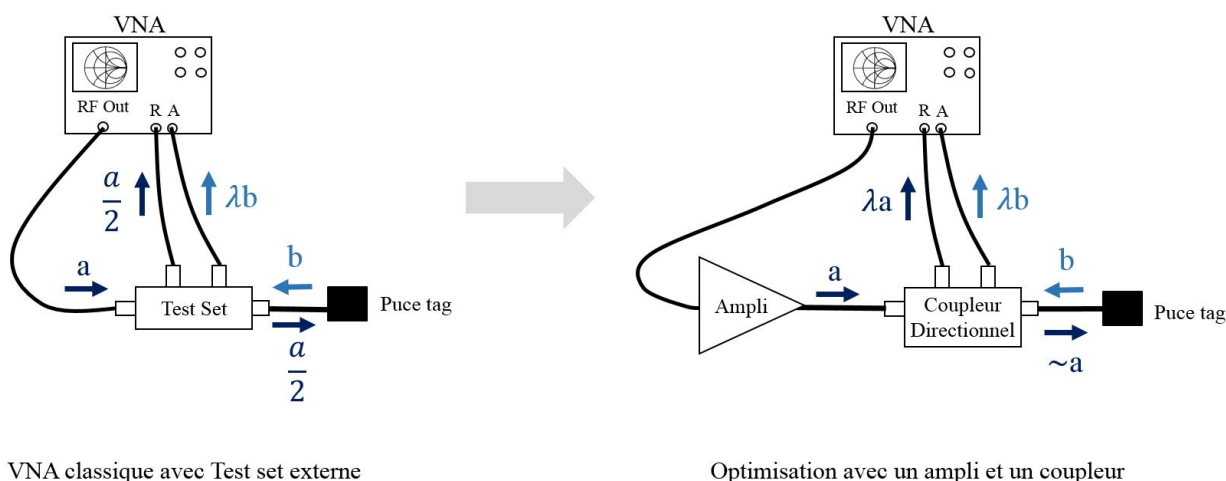 VNA
RF Out
R A
a/2
λb
a
b
Test Set
Puce tag
a/2
VNA classique avec Test set externe
VNA
RF Out
R A
λa
λb
a
b
Ampli
Coupleur
Directionnel
Puce tag
~a
Optimisation avec un ampli et un coupleur